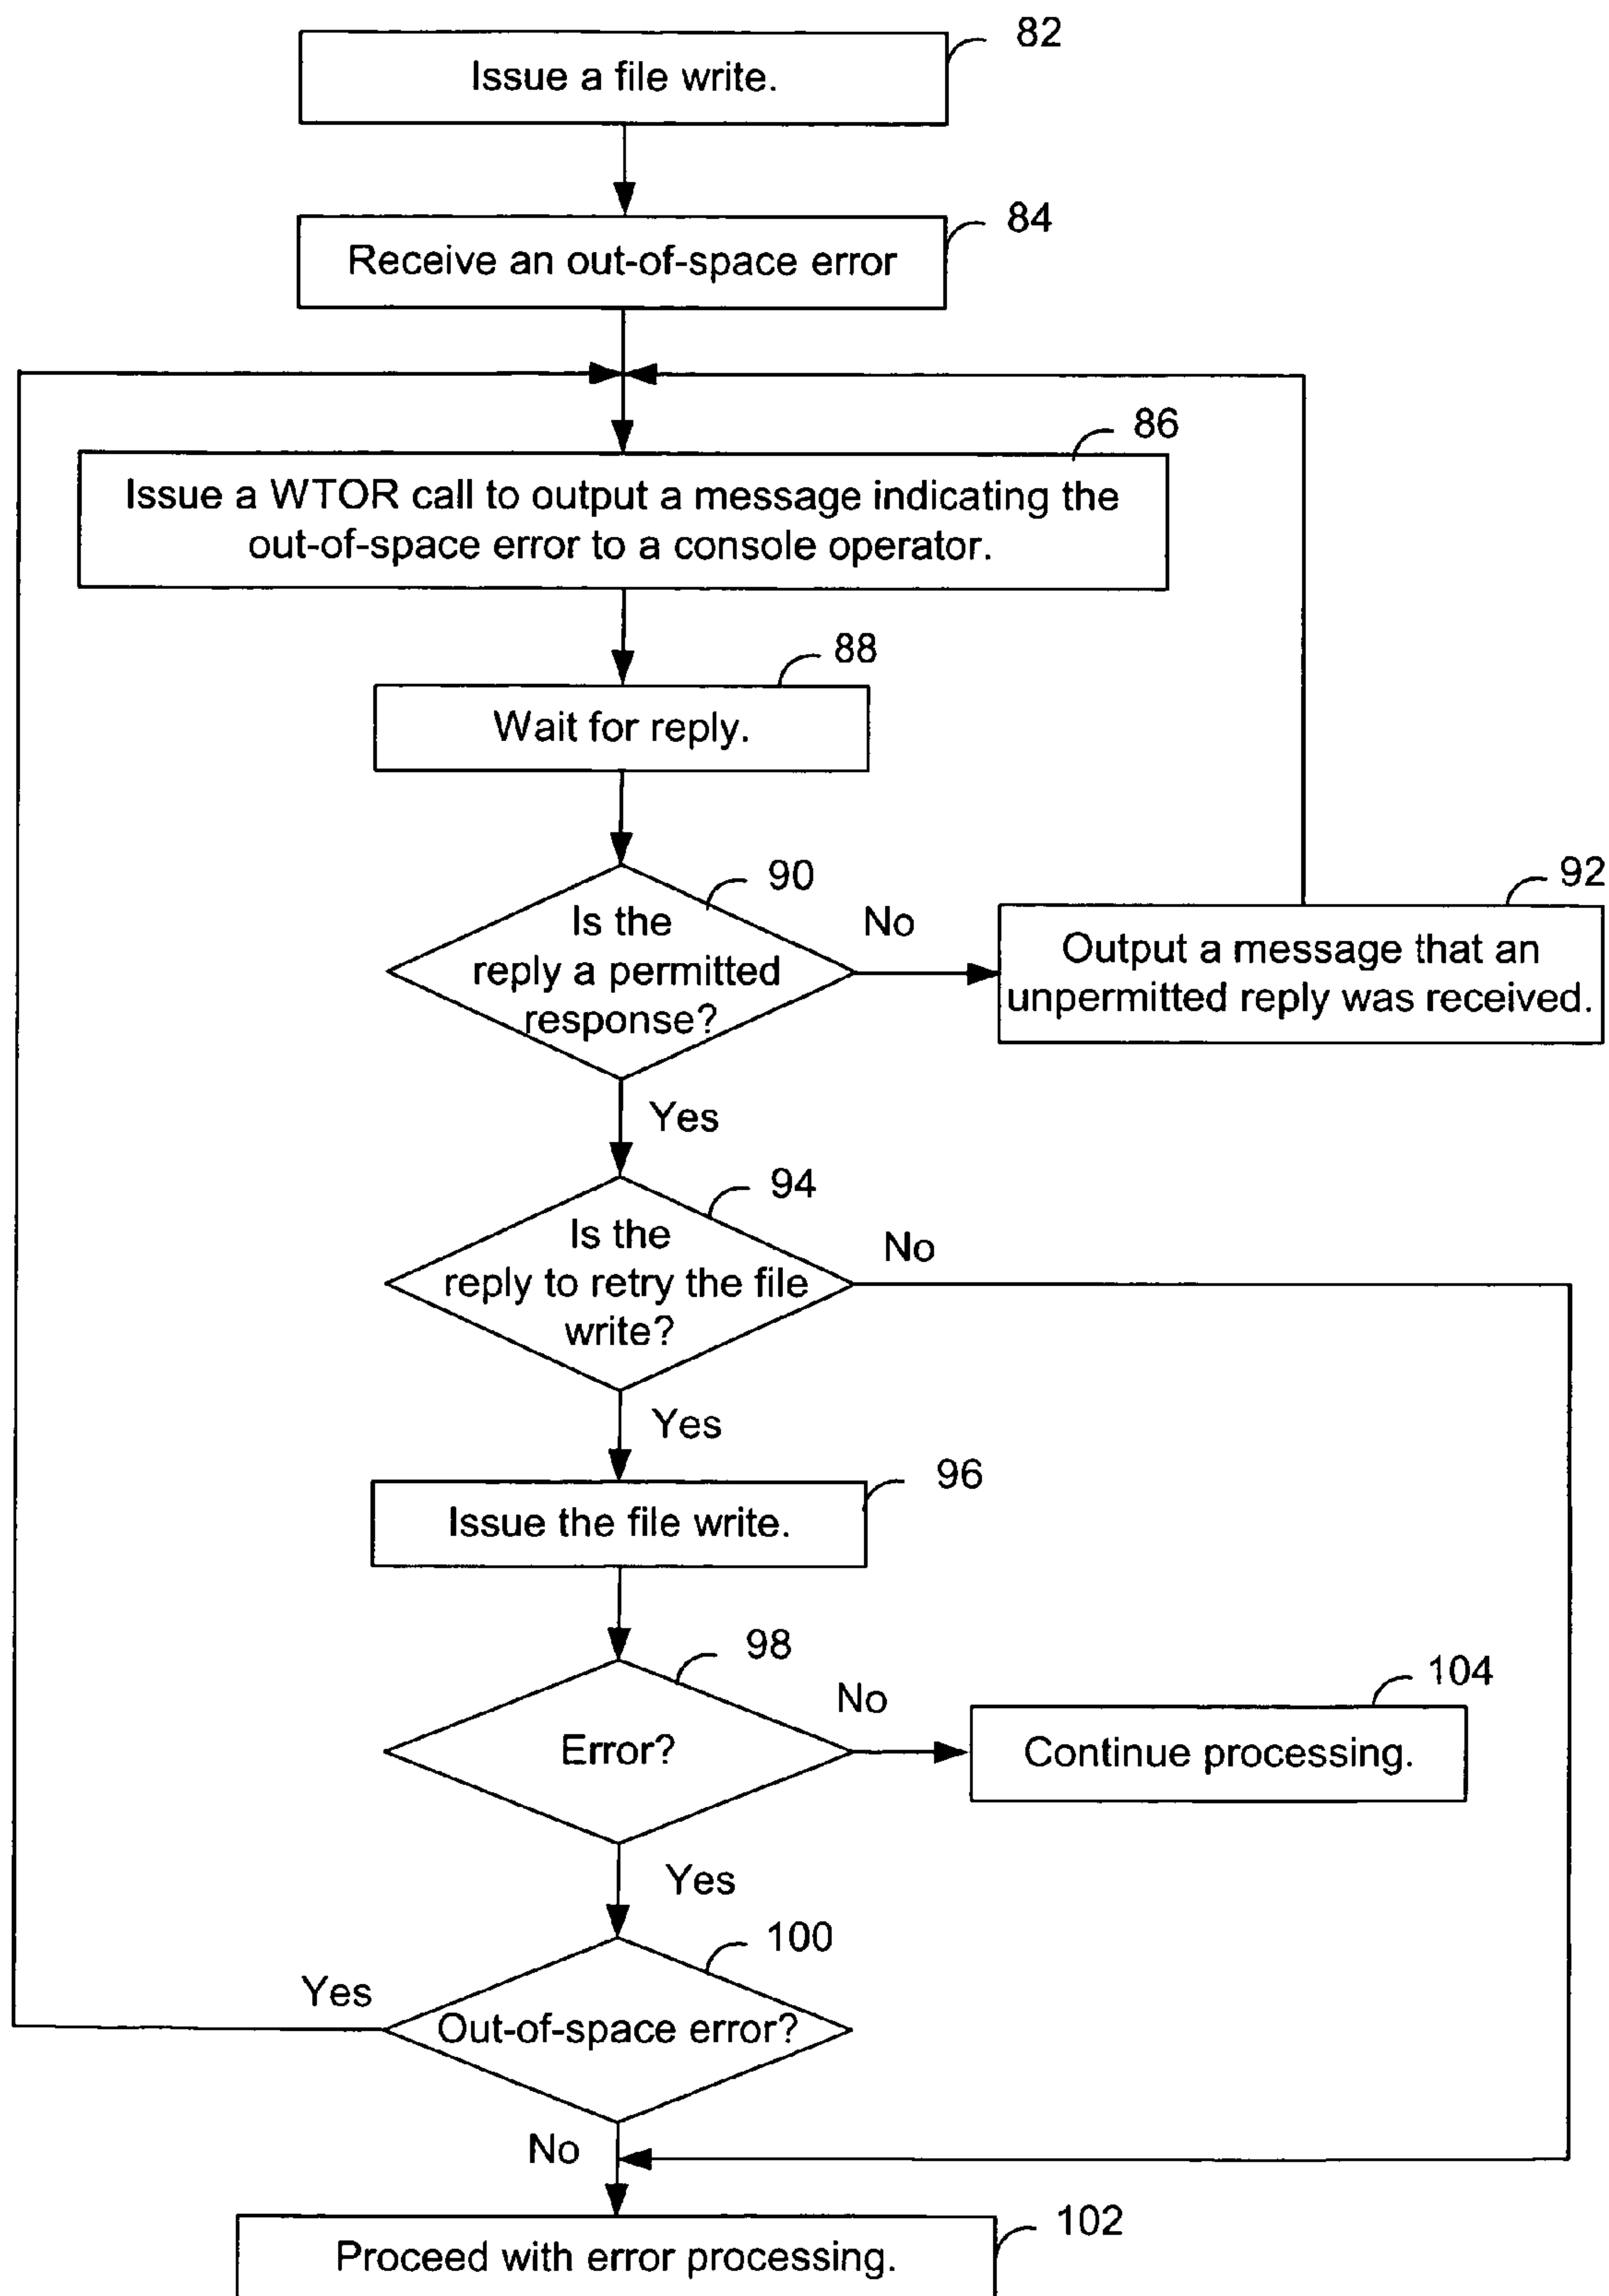 82
Issue a file write.
84
Receive an out-of-space error
86
Issue a WTOR call to output a message indicating the
out-of-space error to a console operator.
88
Wait for reply.
90
Is the
reply a permitted
response?
No
92
Output a message that an
unpermitted reply was received.
Yes
94
Is the
reply to retry the file
write?
No
Yes
96
Issue the file write.
98
Error?
No
104
Continue processing.
Yes
100
Out-of-space error?
Yes
No
102
Proceed with error processing.